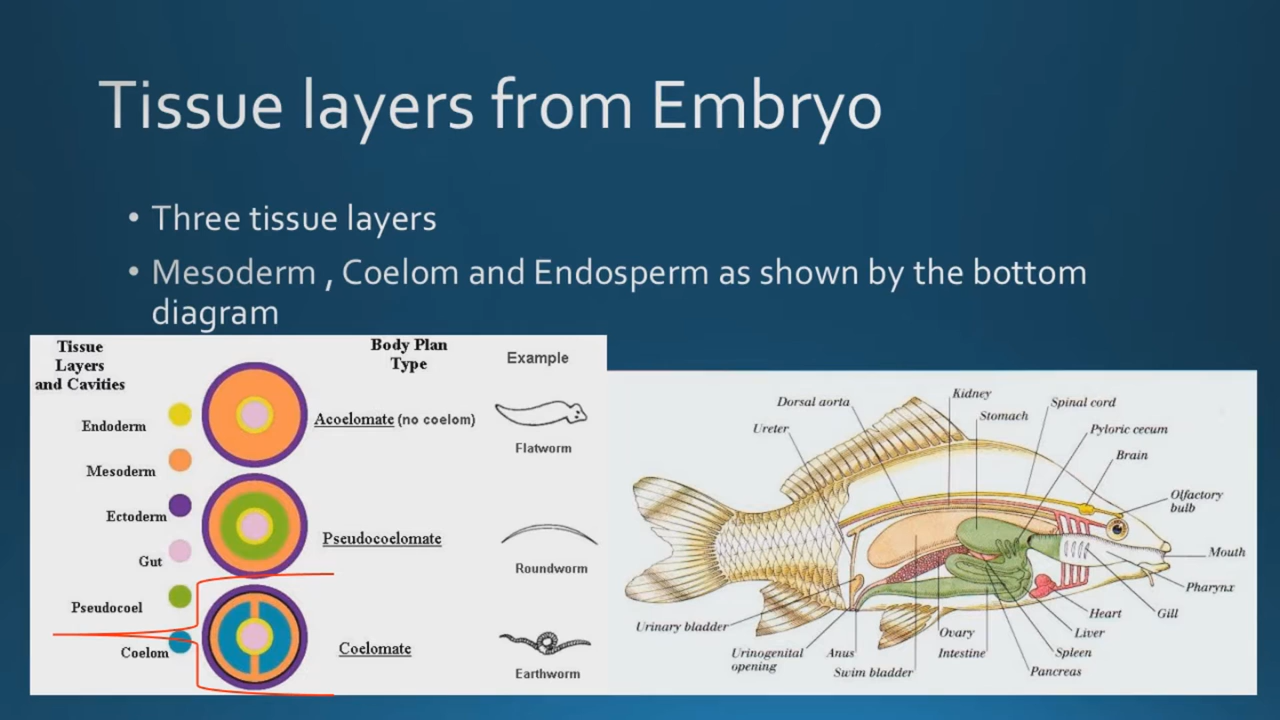 Tissue layers from Embryo
• Three tissue layers
• Mesoderm , Coelom and Endosperm as shown by the bottom
diagram
Tissue
Layers
and Cavities
Body Plan
Type
Example
Endoderm
Mesoderm
Ectoderm
Gut
Pseudocoel
Coelom
Acoelomate (no coelom)
Flatworm
Pseudocoelomate
Roundworm
Coelomate
Earthworm
Dorsal aorta
Ureter
Kidney
Stomach
Spinal cord
Pyloric cecum
Brain
Olfactory
bulb
Mouth
Pharynx
Gill
Heart
Liver
Spleen
Pancreas
Ovary
Intestine
Swim bladder
Anus
Urinogenital
opening
Urinary bladder